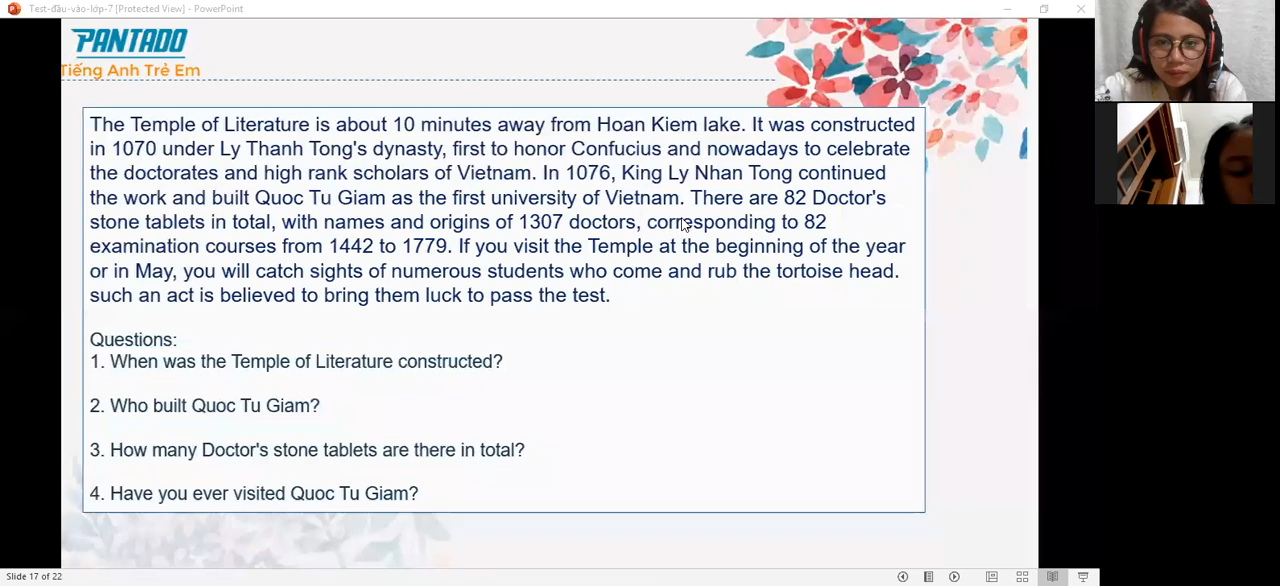 Test-đầu-vào-lớp-7 [Protected View] - PowerPoint
PANTADO
Tiếng Anh Trẻ Em
The Temple of Literature is about 10 minutes away from Hoan Kiem lake. It was constructed
in 1070 under Ly Thanh Tong's dynasty, first to honor Confucius and nowadays to celebrate
the doctorates and high rank scholars of Vietnam. In 1076, King Ly Nhan Tong continued
the work and built Quoc Tu Giam as the first university of Vietnam. There are 82 Doctor's
stone tablets in total, with names and origins of 1307 doctors, corresponding to 82
examination courses from 1442 to 1779. If you visit the Temple at the beginning of the year
or in May, you will catch sights of numerous students who come and rub the tortoise head.
such an act is believed to bring them luck to pass the test.
Questions:
1. When was the Temple of Literature constructed?
2. Who built Quoc Tu Giam?
3. How many Doctor's stone tablets are there in total?
4. Have you ever visited Quoc Tu Giam?
Slide 17 of 22